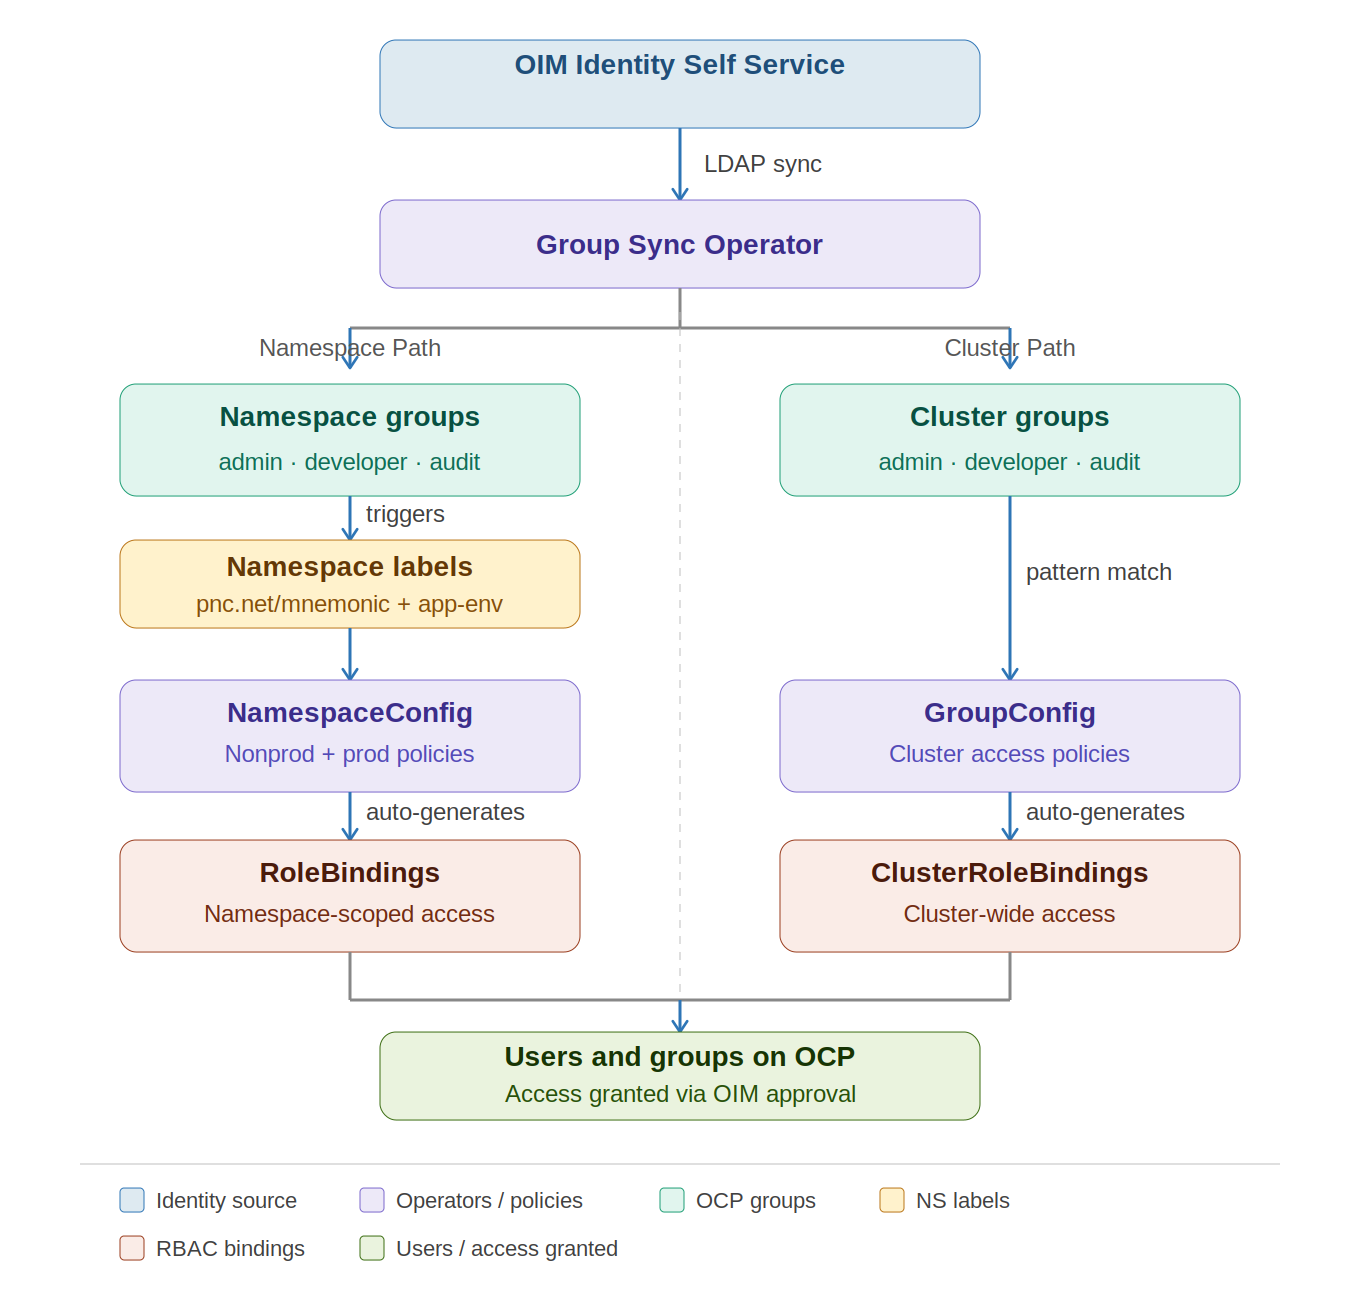 OIM Identity Self Service
LDAP sync
Group Sync Operator
Namespace Path
Cluster Path
Namespace groups
admin · developer · audit
Cluster groups
admin · developer · audit
triggers
Namespace labels
pnc.net/mnemonic + app-env
pattern match
NamespaceConfig
Nonprod + prod policies
GroupConfig
Cluster access policies
auto-generates
auto-generates
RoleBindings
Namespace-scoped access
ClusterRoleBindings
Cluster-wide access
Users and groups on OCP
Access granted via OIM approval
Identity source
Operators / policies
OCP groups
NS labels
RBAC bindings
Users / access granted